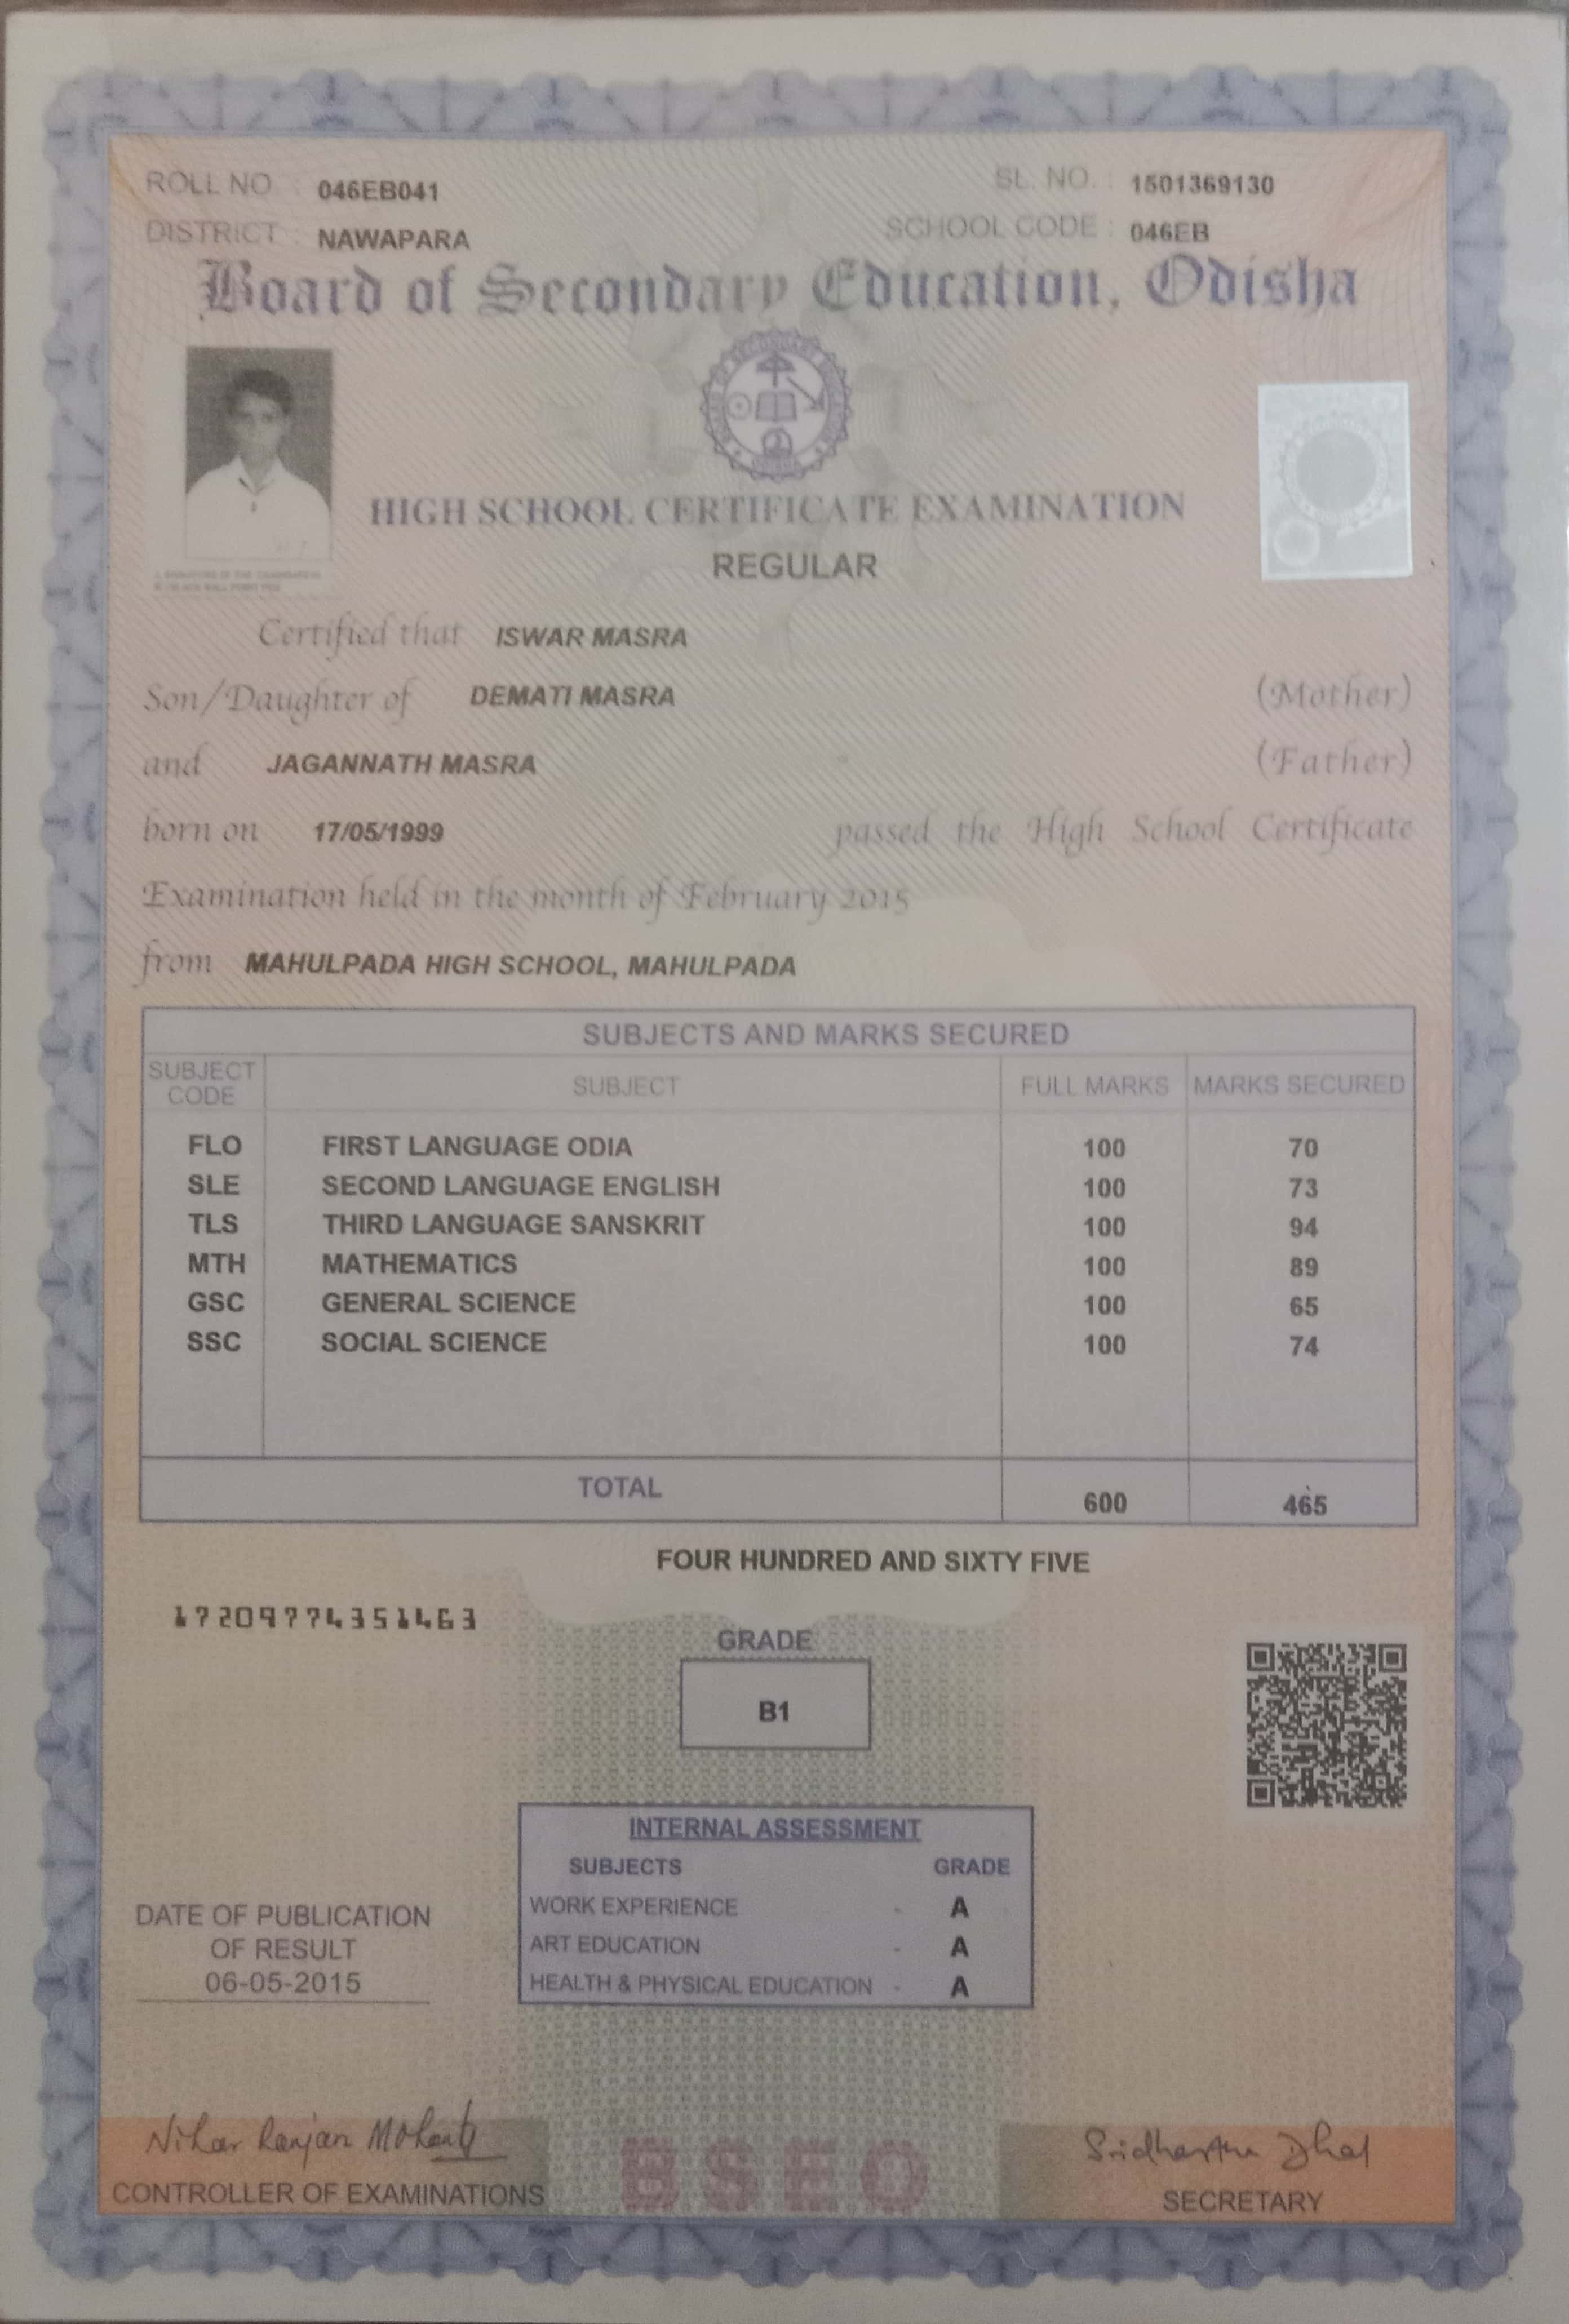 ROLL NO : 046EB041 SL. NO. : 1501369130
DISTRICT : NAWAPARA SCHOOL CODE : 046EB
Board of Secondary Education, Odisha
HIGH SCHOOL CERTIFICATE EXAMINATION
REGULAR
Certified that ISWAR MASRA
Son/Daughter of DEMATI MASRA (Mother)
and JAGANNATH MASRA (Father)
born on 17/05/1999 passed the High School Certificate
Examination held in the month of February 2015
from MAHULPADA HIGH SCHOOL, MAHULPADA
SUBJECTS AND MARKS SECURED
SUBJECT CODE SUBJECT FULL MARKS MARKS SECURED
FLO FIRST LANGUAGE ODIA 100 70
SLE SECOND LANGUAGE ENGLISH 100 73
TLS THIRD LANGUAGE SANSKRIT 100 94
MTH MATHEMATICS 100 89
GSC GENERAL SCIENCE 100 65
SSC SOCIAL SCIENCE 100 74
TOTAL 600 465
FOUR HUNDRED AND SIXTY FIVE
17209774351463
GRADE
B1
INTERNAL ASSESSMENT
SUBJECTS GRADE
WORK EXPERIENCE - A
ART EDUCATION - A
HEALTH & PHYSICAL EDUCATION - A
DATE OF PUBLICATION
OF RESULT
06-05-2015
Nihar Ranjan Mohanty
CONTROLLER OF EXAMINATIONS
BSEO
Sridhartha Dhal
SECRETARY